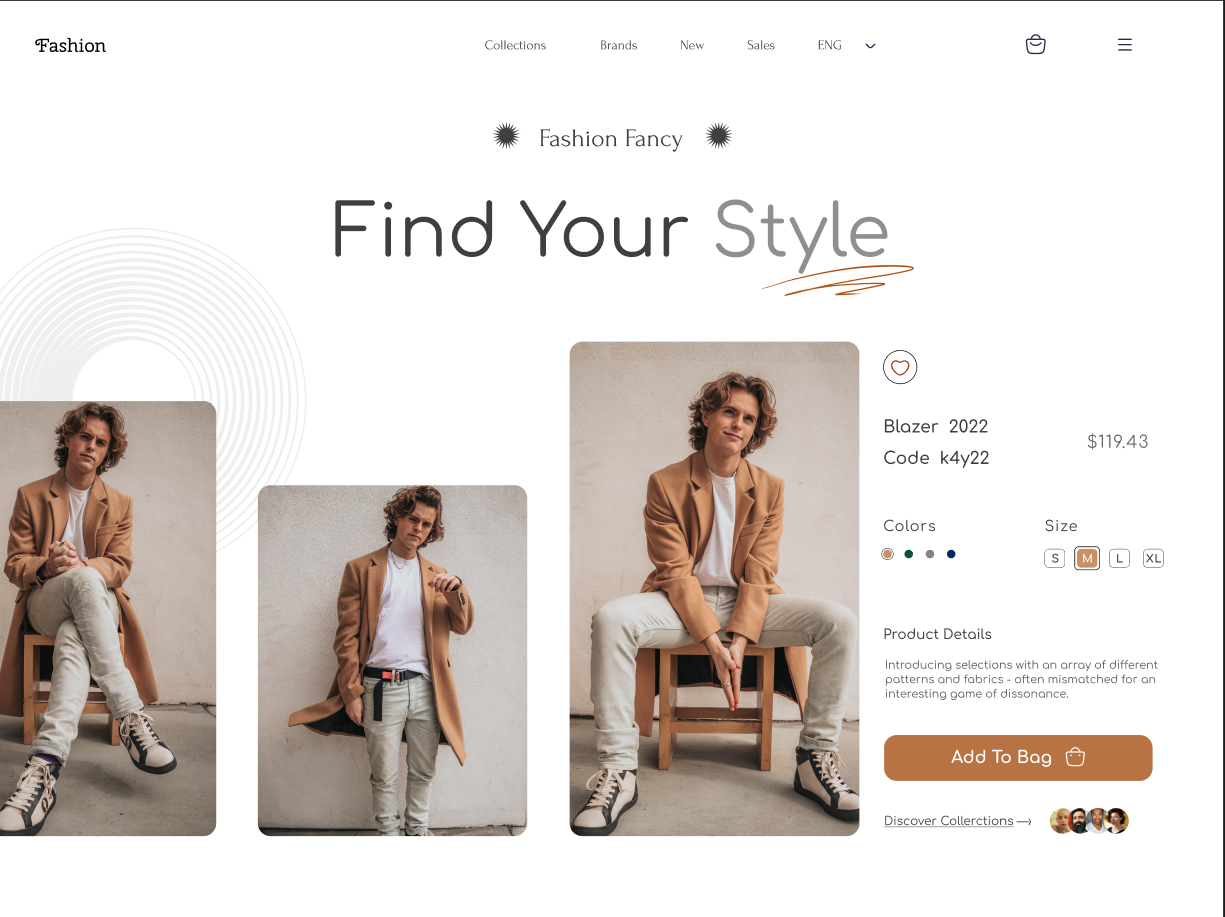 Fashion
Collections Brands New Sales ENG
Fashion Fancy
Find Your Style
Blazer 2022
Code k4y22
$119.43
Colors
Size
S M L XL
Product Details
Introducing selections with an array of different
patterns and fabrics - often mismatched for an
interesting game of dissonance.
Add To Bag
Discover Collerctions